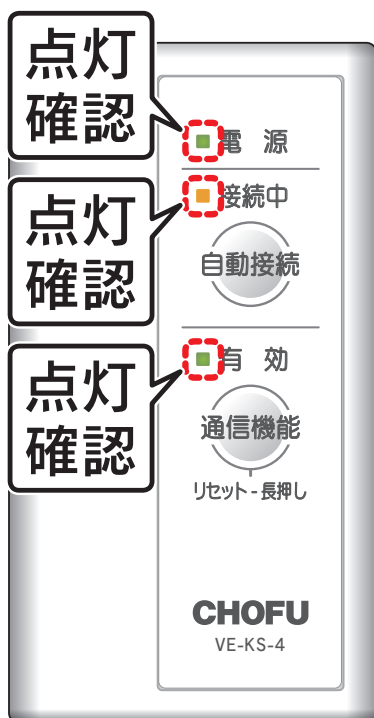 点灯
確認
電 源
点灯
確認
接続中
自動接続
点灯
確認
有 効
通信機能
リセット - 長押し
CHOFU
VE-KS-4